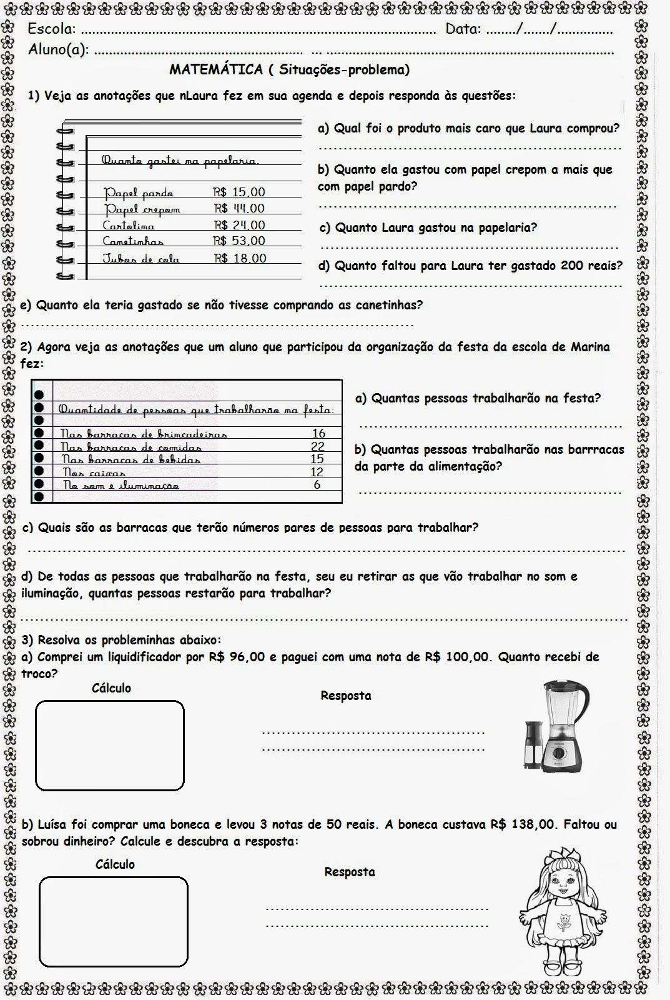 Escola: ............................................................................................... Data: ......../......./...............
Aluno(a): ............................................................................................................................................
MATEMÁTICA ( Situações-problema)
1) Veja as anotações que nLaura fez em sua agenda e depois responda às questões:
Quanto gastei na papelaria.
Papel pardo R$ 15,00
Papel crepom R$ 44,00
Cartolina R$ 24,00
Canetinhas R$ 53,00
Tubos de cola R$ 18,00
a) Qual foi o produto mais caro que Laura comprou?
b) Quanto ela gastou com papel crepom a mais que
com papel pardo?
c) Quanto Laura gastou na papelaria?
d) Quanto faltou para Laura ter gastado 200 reais?
e) Quanto ela teria gastado se não tivesse comprando as canetinhas?
2) Agora veja as anotações que um aluno que participou da organização da festa da escola de Marina
fez:
Quantidade de pessoas que trabalharão na festa:
Nas barracas de brincadeiras 16
Nas barracas de comidas 22
Nas barracas de bebidas 15
Nos caixas 12
No som e iluminação 6
a) Quantas pessoas trabalharão na festa?
b) Quantas pessoas trabalharão nas barrracas
da parte da alimentação?
c) Quais são as barracas que terão números pares de pessoas para trabalhar?
d) De todas as pessoas que trabalharão na festa, seu eu retirar as que vão trabalhar no som e
iluminação, quantas pessoas restarão para trabalhar?
3) Resolva os probleminhas abaixo:
a) Comprei um liquidificador por R$ 96,00 e paguei com uma nota de R$ 100,00. Quanto recebi de
troco?
Cálculo
Resposta
b) Luísa foi comprar uma boneca e levou 3 notas de 50 reais. A boneca custava R$ 138,00. Faltou ou
sobrou dinheiro? Calcule e descubra a resposta:
Cálculo
Resposta